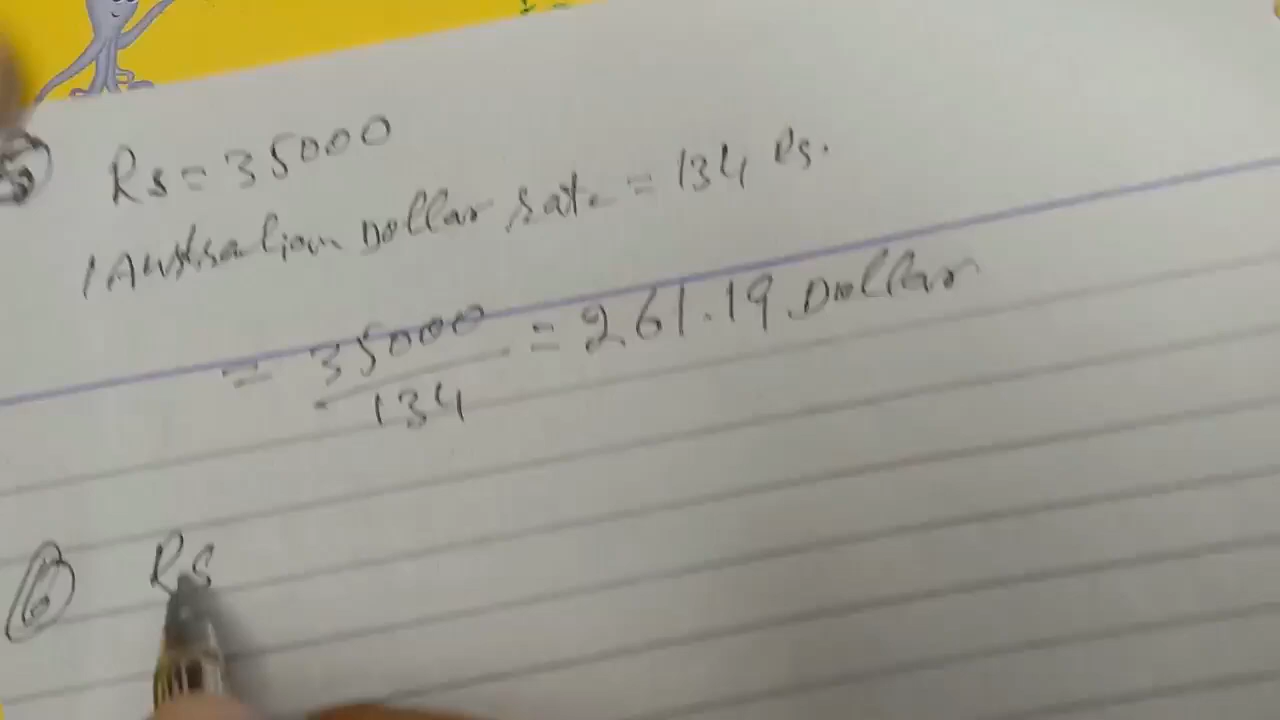 5 Rs = 35000
1 Australian Dollar rate = 134 Rs.
= 35000 / 134 = 261.19 Dollar
6 Rs